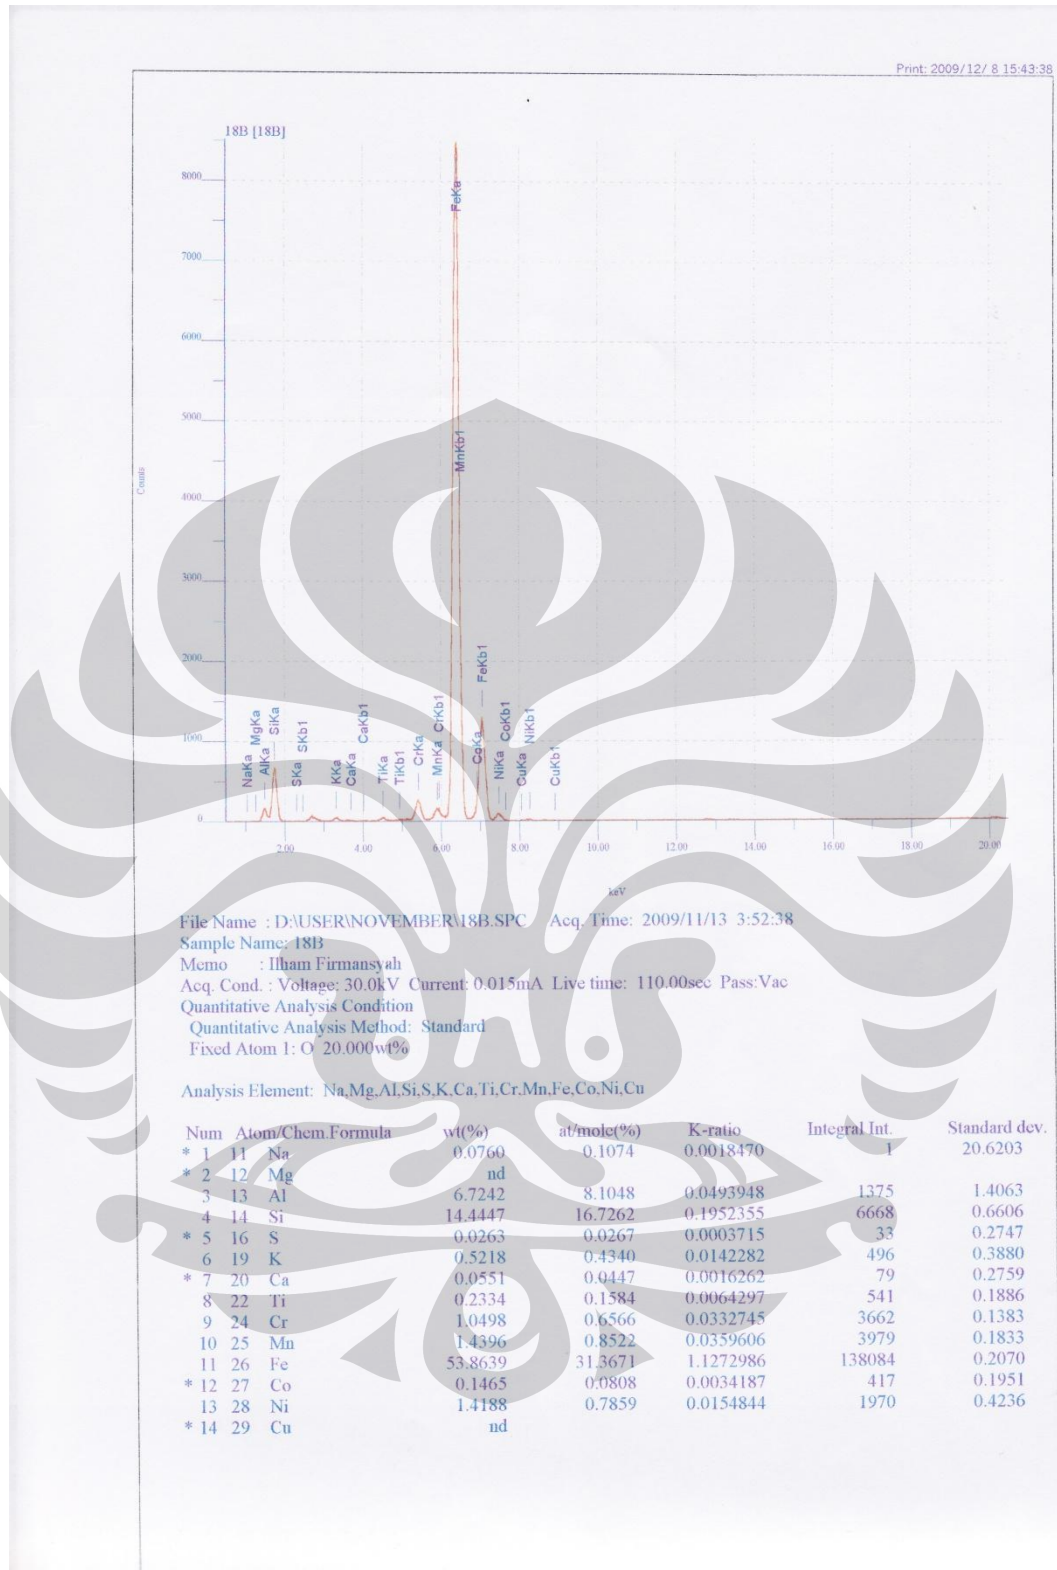 Print: 2009/12/ 8 15:43:38
18B [18B]
8000
7000
6000
5000
4000
3000
2000
1000
0
Counts
FeKa
MnKb1
FeKb1
NaKa
MgKa
AlKa
SiKa
SKa
SKb1
KKa
CaKa
CaKb1
TiKa
TiKb1
CrKa
MnKa
CrKb1
CoKa
NiKa
CoKb1
CuKa
NiKb1
CuKb1
2.00 4.00 6.00 8.00 10.00 12.00 14.00 16.00 18.00 20.00
keV
File Name : D:\USER\NOVEMBER\18B.SPC Acq. Time: 2009/11/13 3:52:38
Sample Name: 18B
Memo : Ilham Firmansyah
Acq. Cond. : Voltage: 30.0kV Current: 0.015mA Live time: 110.00sec Pass:Vac
Quantitative Analysis Condition
Quantitative Analysis Method: Standard
Fixed Atom 1: O 20.000wt%
Analysis Element: Na,Mg,Al,Si,S,K,Ca,Ti,Cr,Mn,Fe,Co,Ni,Cu
Num Atom/Chem.Formula wt(%) at/mole(%) K-ratio Integral Int. Standard dev.
* 1 11 Na 0.0760 0.1074 0.0018470 1 20.6203
* 2 12 Mg nd
3 13 Al 6.7242 8.1048 0.0493948 1375 1.4063
4 14 Si 14.4447 16.7262 0.1952355 6668 0.6606
* 5 16 S 0.0263 0.0267 0.0003715 33 0.2747
6 19 K 0.5218 0.4340 0.0142282 496 0.3880
* 7 20 Ca 0.0551 0.0447 0.0016262 79 0.2759
8 22 Ti 0.2334 0.1584 0.0064297 541 0.1886
9 24 Cr 1.0498 0.6566 0.0332745 3662 0.1383
10 25 Mn 1.4396 0.8522 0.0359606 3979 0.1833
11 26 Fe 53.8639 31.3671 1.1272986 138084 0.2070
* 12 27 Co 0.1465 0.0808 0.0034187 417 0.1951
13 28 Ni 1.4188 0.7859 0.0154844 1970 0.4236
* 14 29 Cu nd